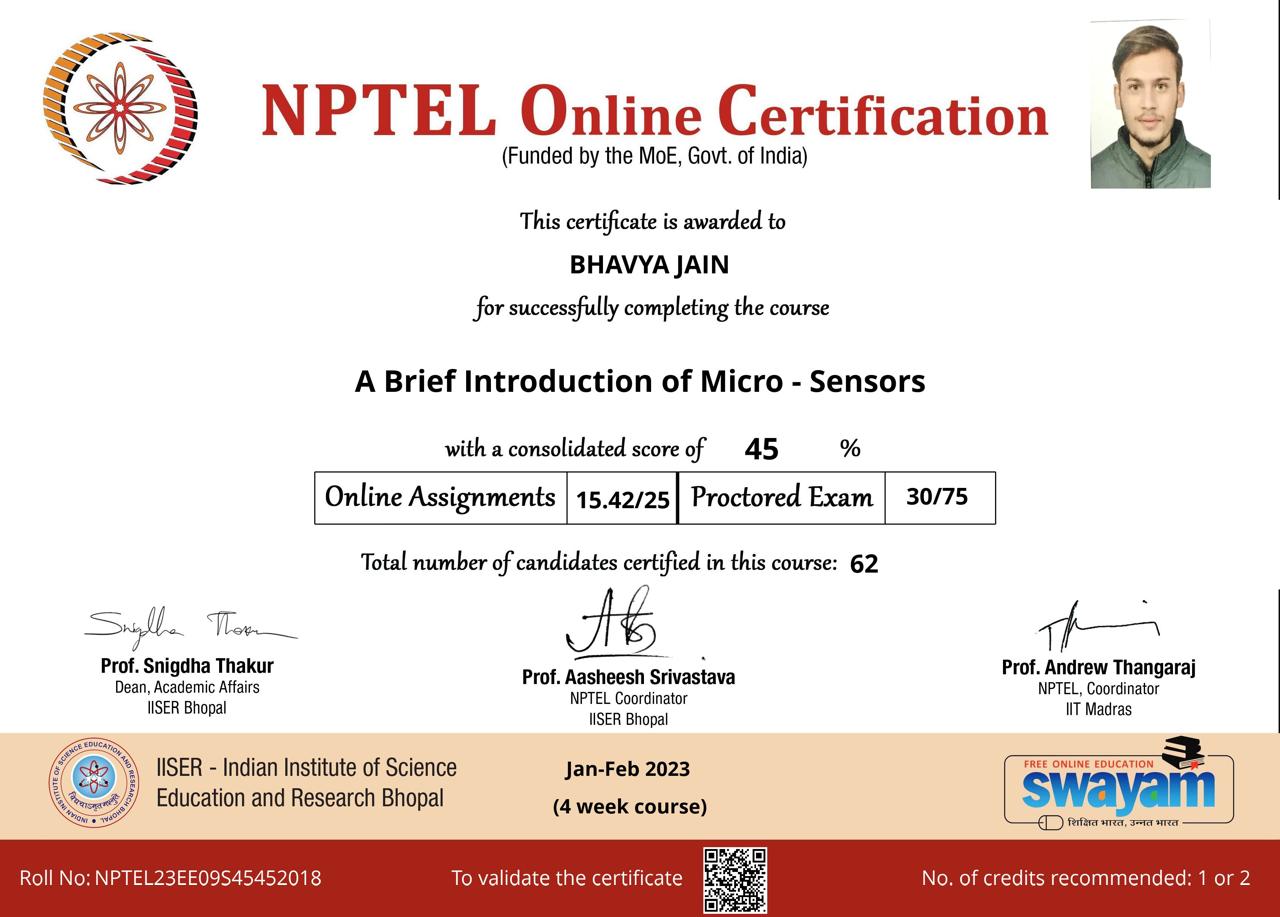 NPTEL Online Certification
(Funded by the MoE, Govt. of India)
This certificate is awarded to
BHAVYA JAIN
for successfully completing the course
A Brief Introduction of Micro - Sensors
with a consolidated score of 45 %
Online Assignments 15.42/25 Proctored Exam 30/75
Total number of candidates certified in this course: 62
Snigdha Thakur
Prof. Snigdha Thakur
Dean, Academic Affairs
IISER Bhopal
Prof. Aasheesh Srivastava
NPTEL Coordinator
IISER Bhopal
Prof. Andrew Thangaraj
NPTEL, Coordinator
IIT Madras
INDIAN INSTITUTE OF SCIENCE EDUCATION AND RESEARCH BHOPAL
IISER - Indian Institute of Science
Education and Research Bhopal
Jan-Feb 2023
(4 week course)
FREE ONLINE EDUCATION
swayam
शिक्षित भारत, उन्नत भारत
Roll No: NPTEL23EE09S45452018
To validate the certificate
No. of credits recommended: 1 or 2